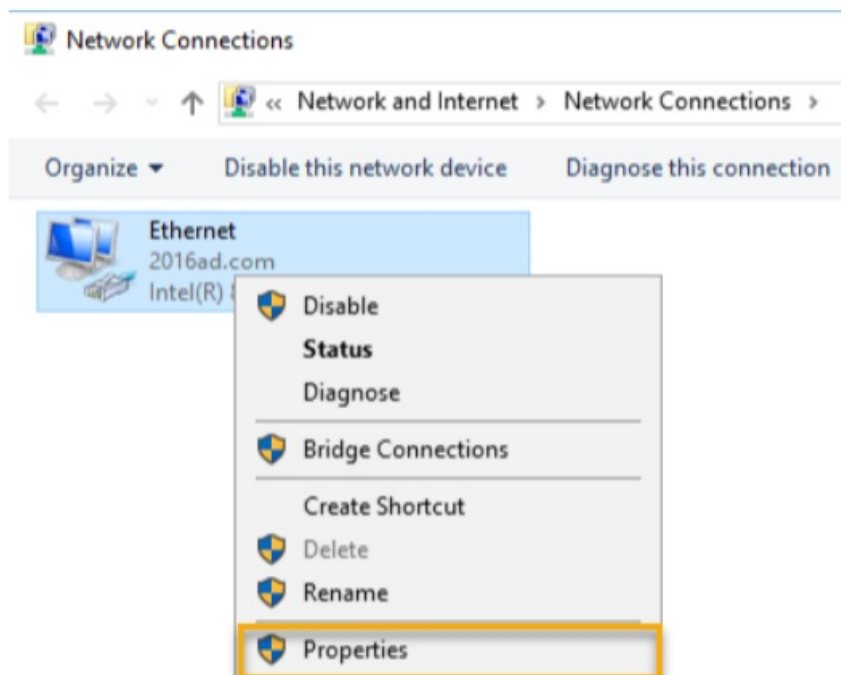 Network Connections
« Network and Internet > Network Connections >
Organize Disable this network device Diagnose this connection
Ethernet
2016ad.com
Intel(R)
Disable
Status
Diagnose
Bridge Connections
Create Shortcut
Delete
Rename
Properties